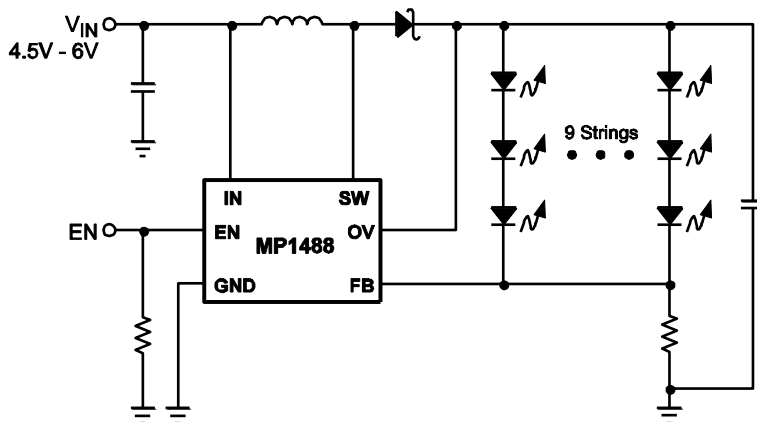 VIN
4.5V - 6V
9 Strings
IN
SW
EN
EN
MP1488
OV
GND
FB